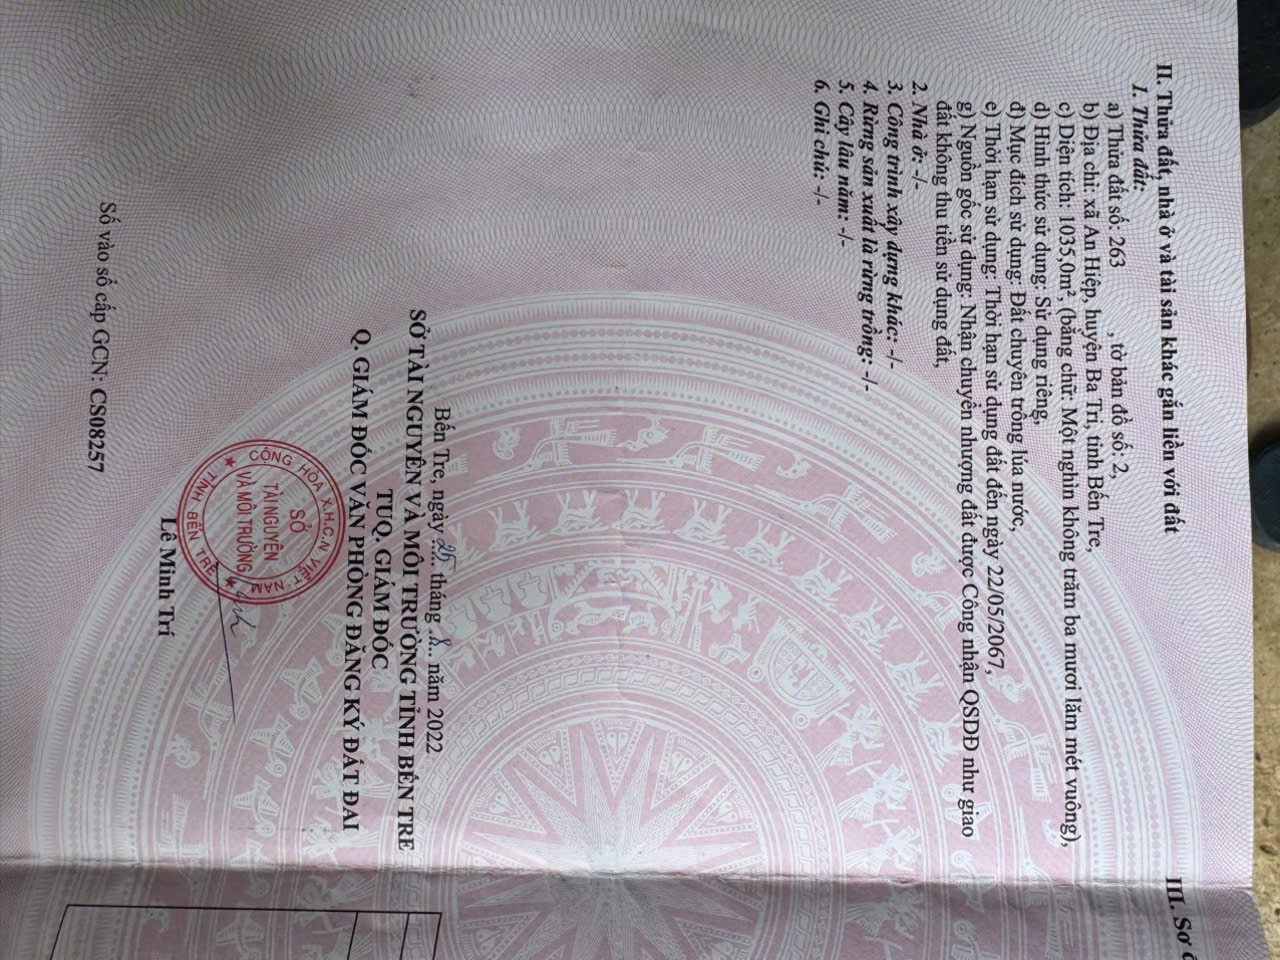 II. Thửa đất, nhà ở và tài sản khác gắn liền với đất
1. Thửa đất:
a) Thửa đất số: 263 , tờ bản đồ số: 2,
b) Địa chỉ: xã An Hiệp, huyện Ba Tri, tỉnh Bến Tre,
c) Diện tích: 1035,0m², (bằng chữ: Một nghìn không trăm ba mươi lăm mét vuông),
d) Hình thức sử dụng: Sử dụng riêng,
đ) Mục đích sử dụng: Đất chuyên trồng lúa nước,
e) Thời hạn sử dụng: Thời hạn sử dụng đất đến ngày 22/05/2067,
g) Nguồn gốc sử dụng: Nhận chuyển nhượng đất được Công nhận QSDĐ như giao
đất không thu tiền sử dụng đất,
2. Nhà ở: -/-
3. Công trình xây dựng khác: -/-
4. Rừng sản xuất là rừng trồng: -/-
5. Cây lâu năm: -/-
6. Ghi chú: -/-
Bến Tre, ngày 25 tháng 8 năm 2022
SỞ TÀI NGUYÊN VÀ MÔI TRƯỜNG TỈNH BẾN TRE
TUQ. GIÁM ĐỐC
Q. GIÁM ĐỐC VĂN PHÒNG ĐĂNG KÝ ĐẤT ĐAI
CỘNG HÒA X.H.C.N VIỆT NAM
SỞ
TÀI NGUYÊN
VÀ MÔI TRƯỜNG
TỈNH BẾN TRE
Lê Minh Trí
Số vào sổ cấp GCN: CS08257
III. Sơ